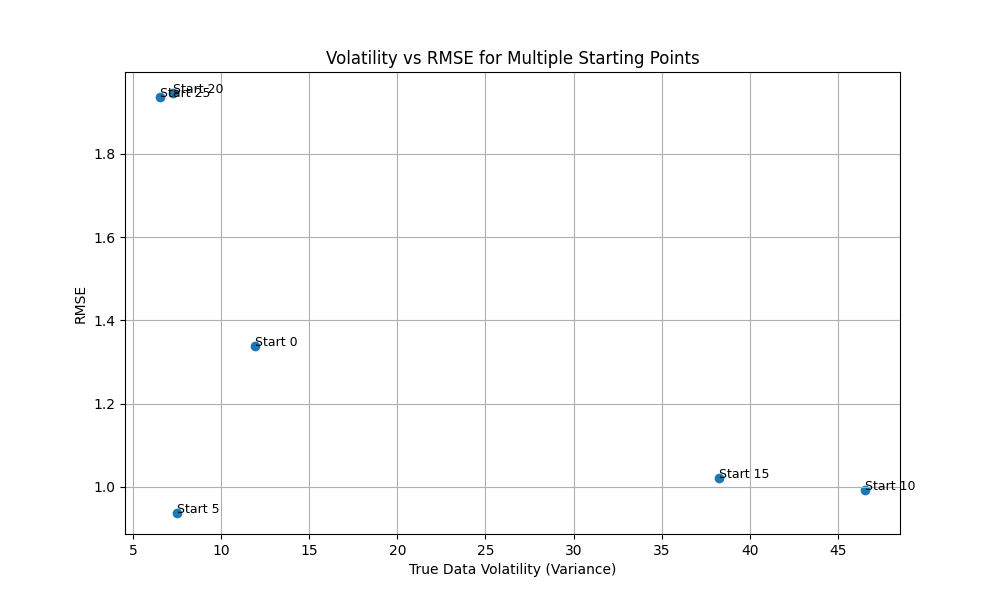 Volatility vs RMSE for Multiple Starting Points
Start 20
Start 25
1.8
1.6
1.4
1.2
1.0
RMSE
Start 0
Start 15
Start 10
Start 5
5 10 15 20 25 30 35 40 45
True Data Volatility (Variance)